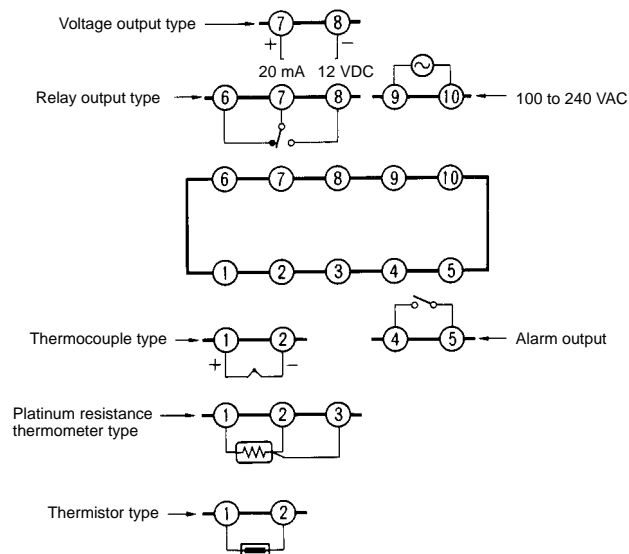 Voltage output type
7 8
+ −
20 mA 12 VDC
Relay output type
6 7 8 9 10
100 to 240 VAC
6 7 8 9 10
1 2 3 4 5
Thermocouple type
1 2
+ −
4 5
Alarm output
Platinum resistance
thermometer type
1 2 3
Thermistor type
1 2